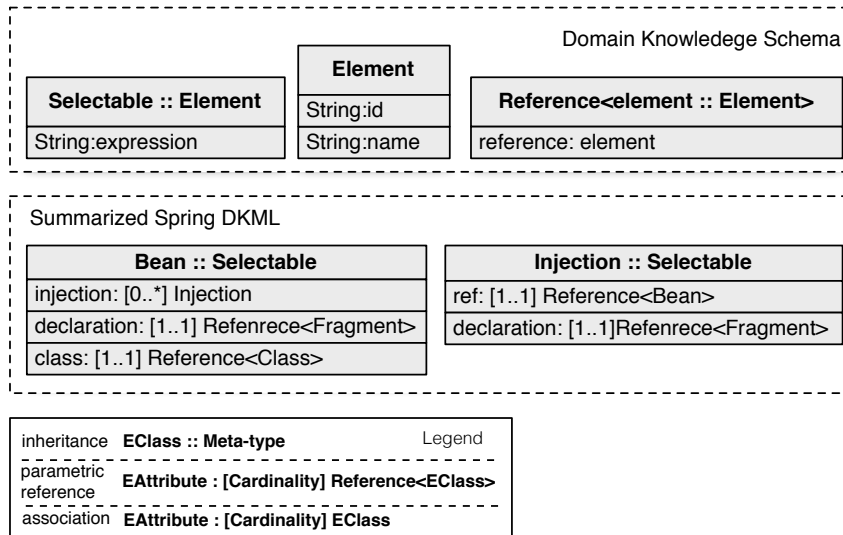 Domain Knowledege Schema
Selectable :: Element
String:expression
Element
String:id
String:name
Reference<element :: Element>
reference: element
Summarized Spring DKML
Bean :: Selectable
injection: [0..*] Injection
declaration: [1..1] Refenrece<Fragment>
class: [1..1] Reference<Class>
Injection :: Selectable
ref: [1..1] Reference<Bean>
declaration: [1..1]Refenrece<Fragment>
Legend
inheritance EClass :: Meta-type
parametric
reference EAttribute : [Cardinality] Reference<EClass>
association EAttribute : [Cardinality] EClass